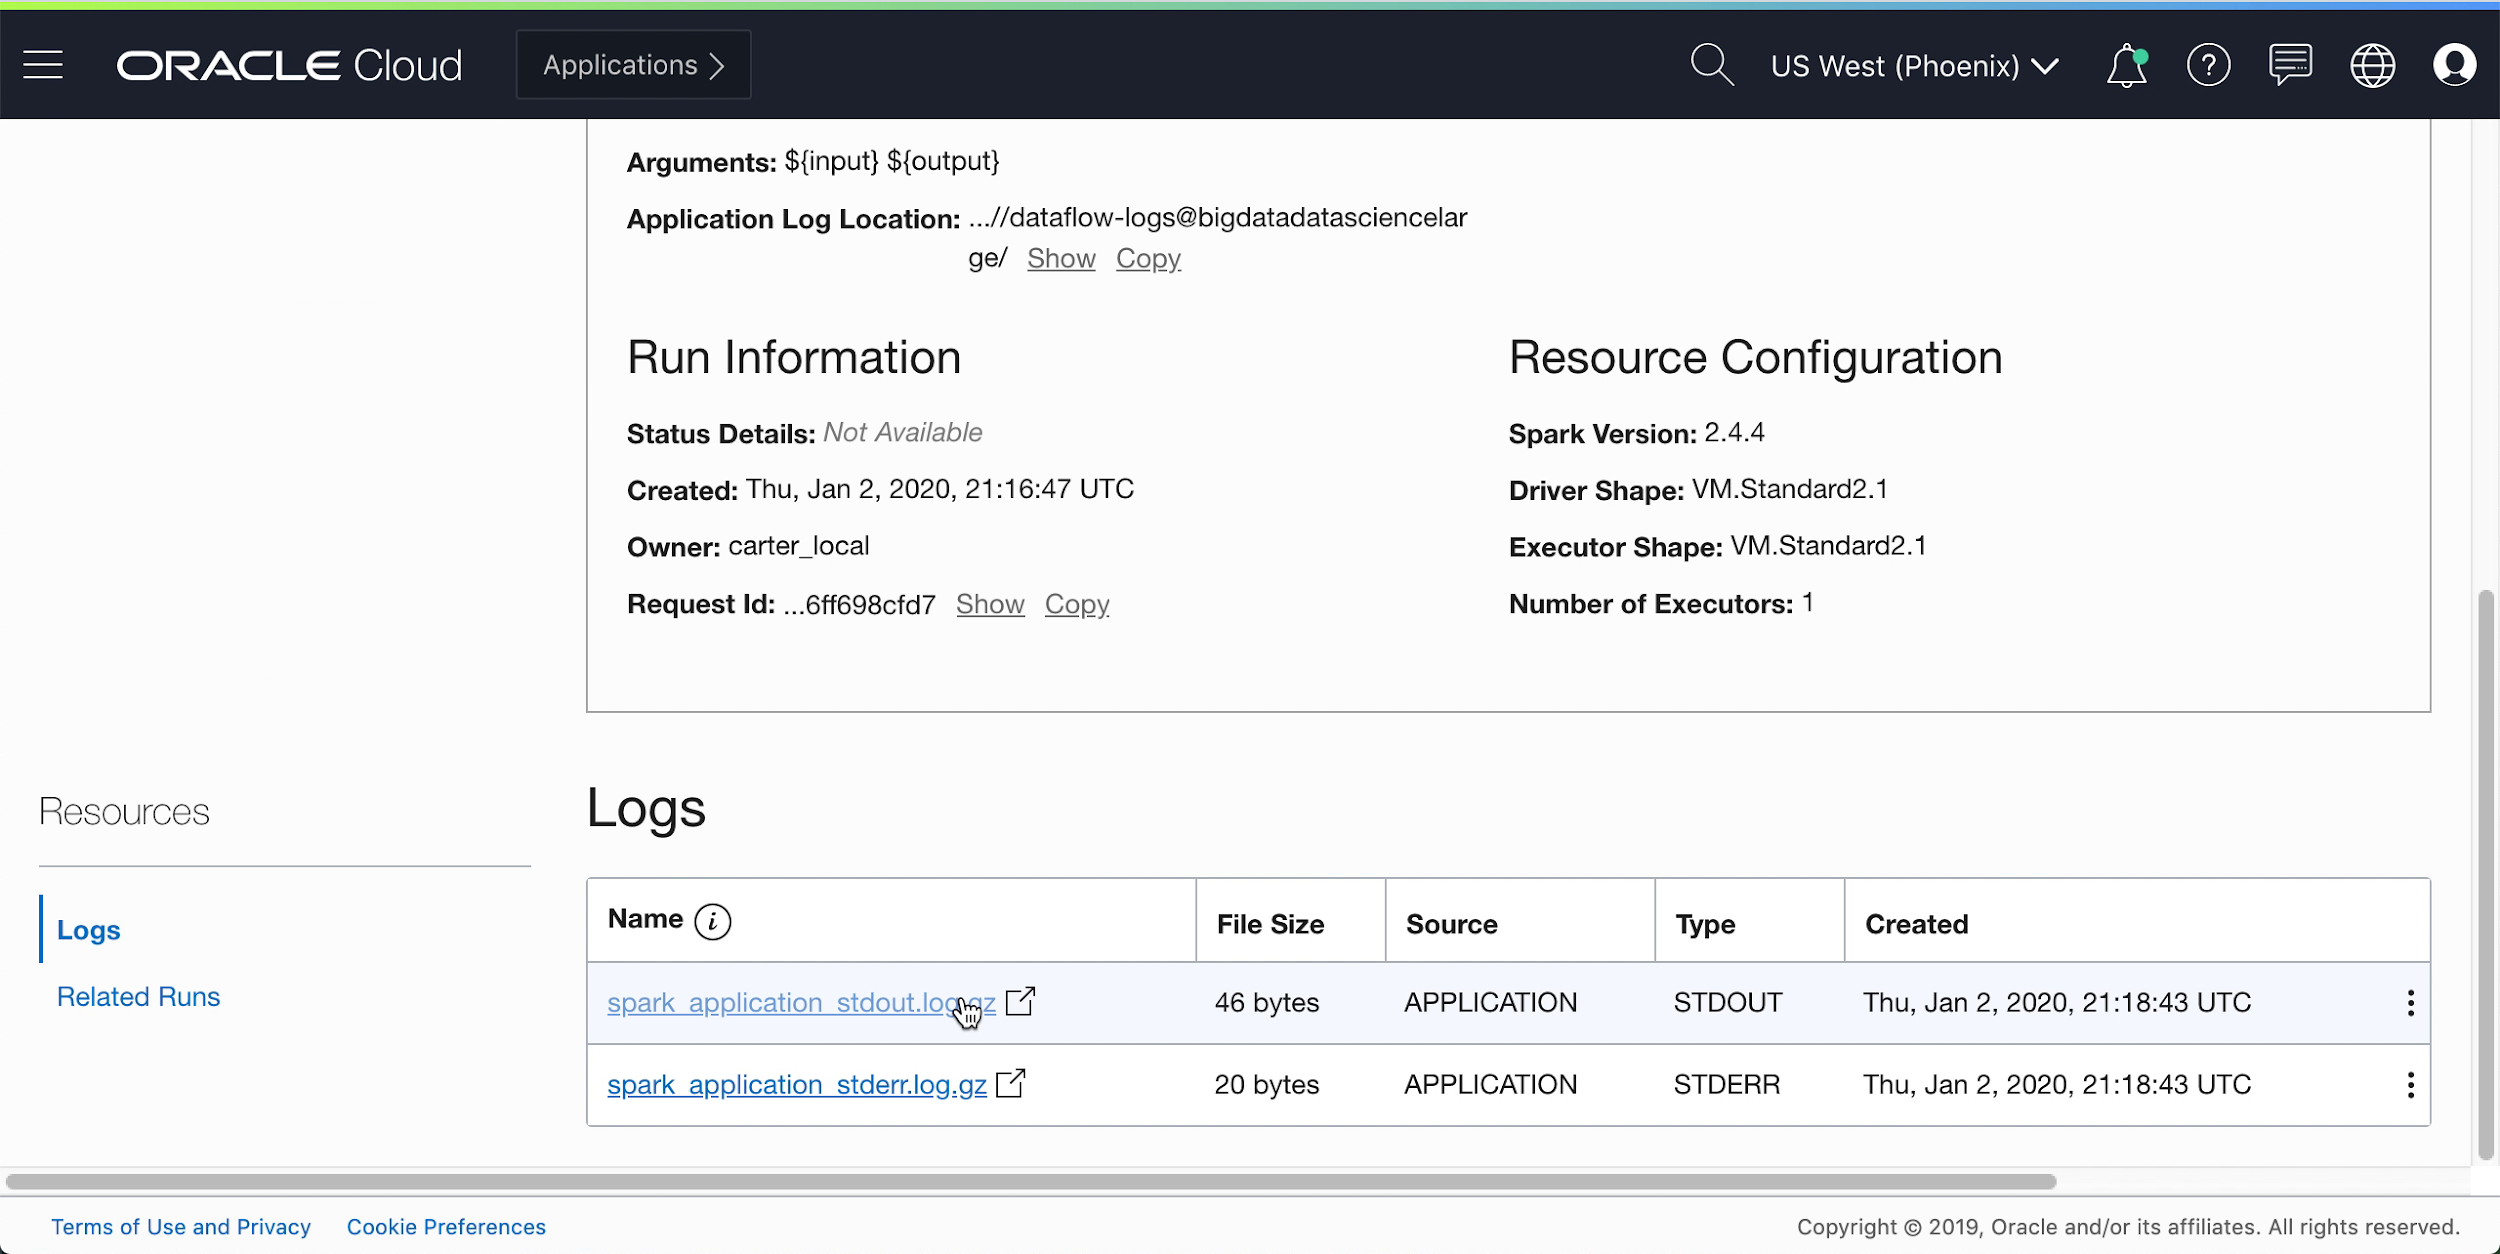 ORACLE Cloud
Applications
US West (Phoenix)
Arguments: ${input} ${output}
Application Log Location: ...//dataflow-logs@bigdatadatasciencelar
ge/ Show Copy
Run Information
Status Details: Not Available
Created: Thu, Jan 2, 2020, 21:16:47 UTC
Owner: carter_local
Request Id: ...6ff698cfd7 Show Copy
Resource Configuration
Spark Version: 2.4.4
Driver Shape: VM.Standard2.1
Executor Shape: VM.Standard2.1
Number of Executors: 1
Resources
Logs
Related Runs
Logs
Name File Size Source Type Created
spark_application_stdout.log.gz 46 bytes APPLICATION STDOUT Thu, Jan 2, 2020, 21:18:43 UTC
spark_application_stderr.log.gz 20 bytes APPLICATION STDERR Thu, Jan 2, 2020, 21:18:43 UTC
Terms of Use and Privacy Cookie Preferences Copyright © 2019, Oracle and/or its affiliates. All rights reserved.